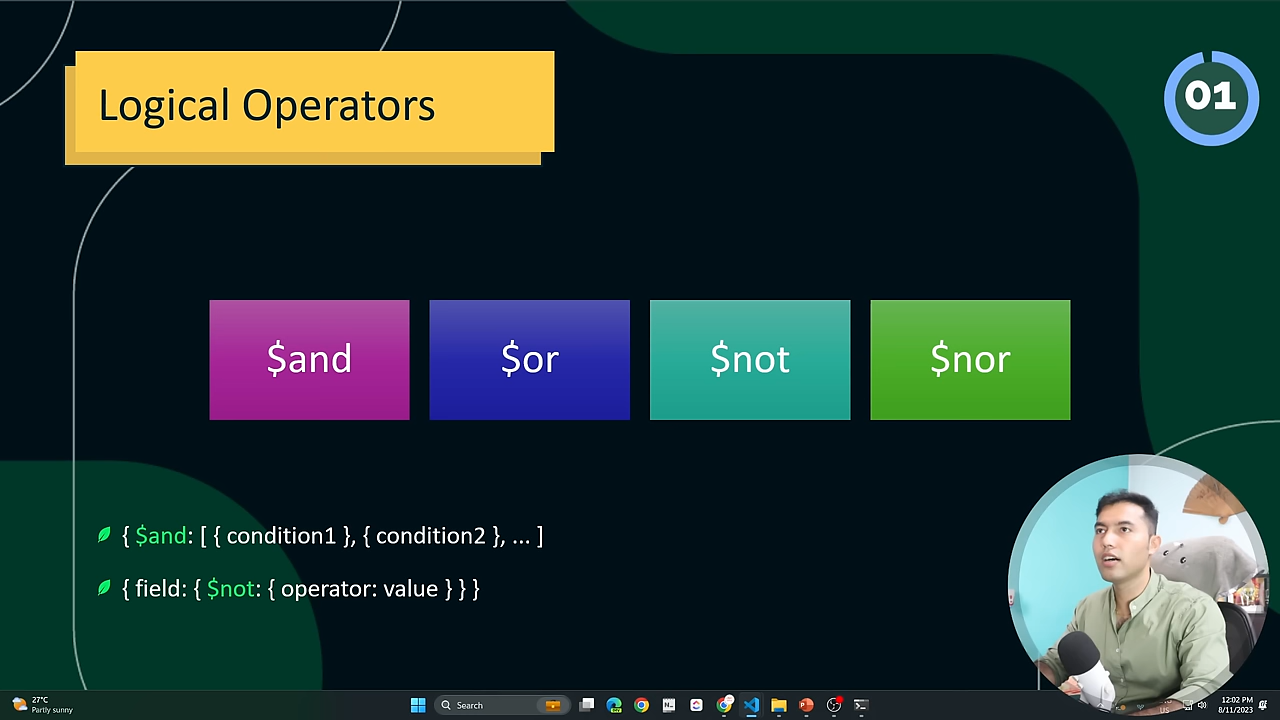 Logical Operators
01
$and
$or
$not
$nor
{ $and: [ { condition1 }, { condition2 }, ... ]
{ field: { $not: { operator: value } } }
27°C
Partly sunny
Search
12:02 PM
US
8/11/2023